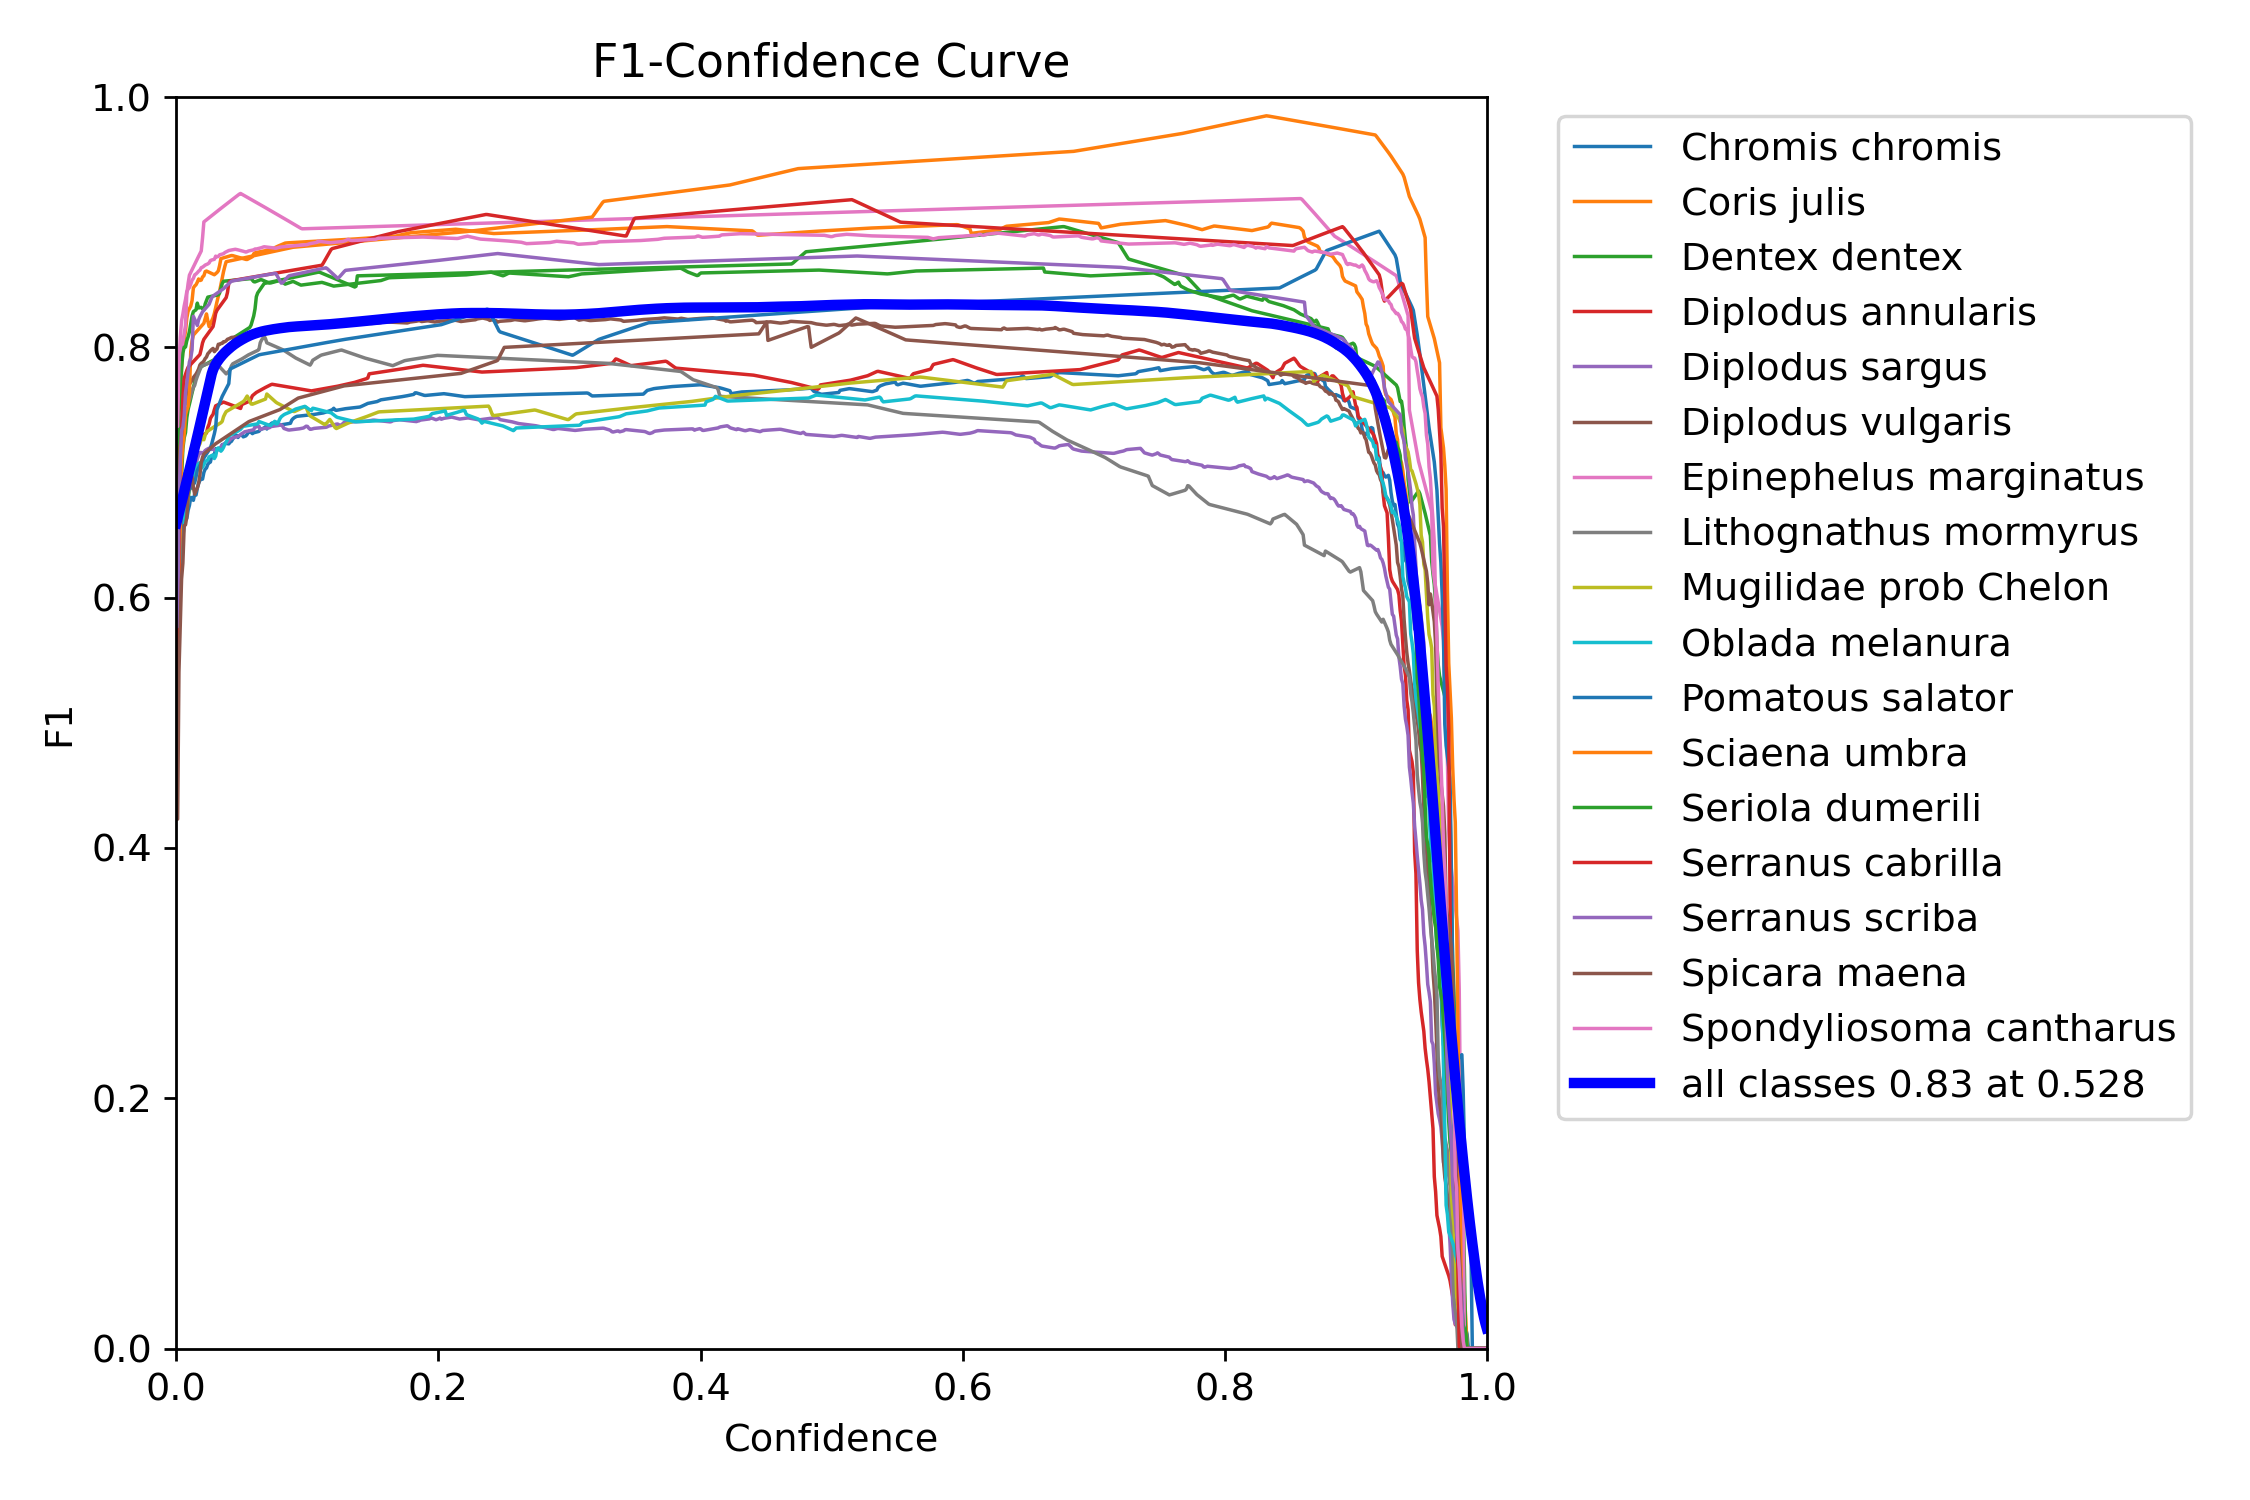 F1-Confidence Curve
1.0
0.8
0.6
0.4
0.2
0.0
F1
0.0 0.2 0.4 0.6 0.8 1.0
Confidence
Chromis chromis
Coris julis
Dentex dentex
Diplodus annularis
Diplodus sargus
Diplodus vulgaris
Epinephelus marginatus
Lithognathus mormyrus
Mugilidae prob Chelon
Oblada melanura
Pomatous salator
Sciaena umbra
Seriola dumerili
Serranus cabrilla
Serranus scriba
Spicara maena
Spondyliosoma cantharus
all classes 0.83 at 0.528